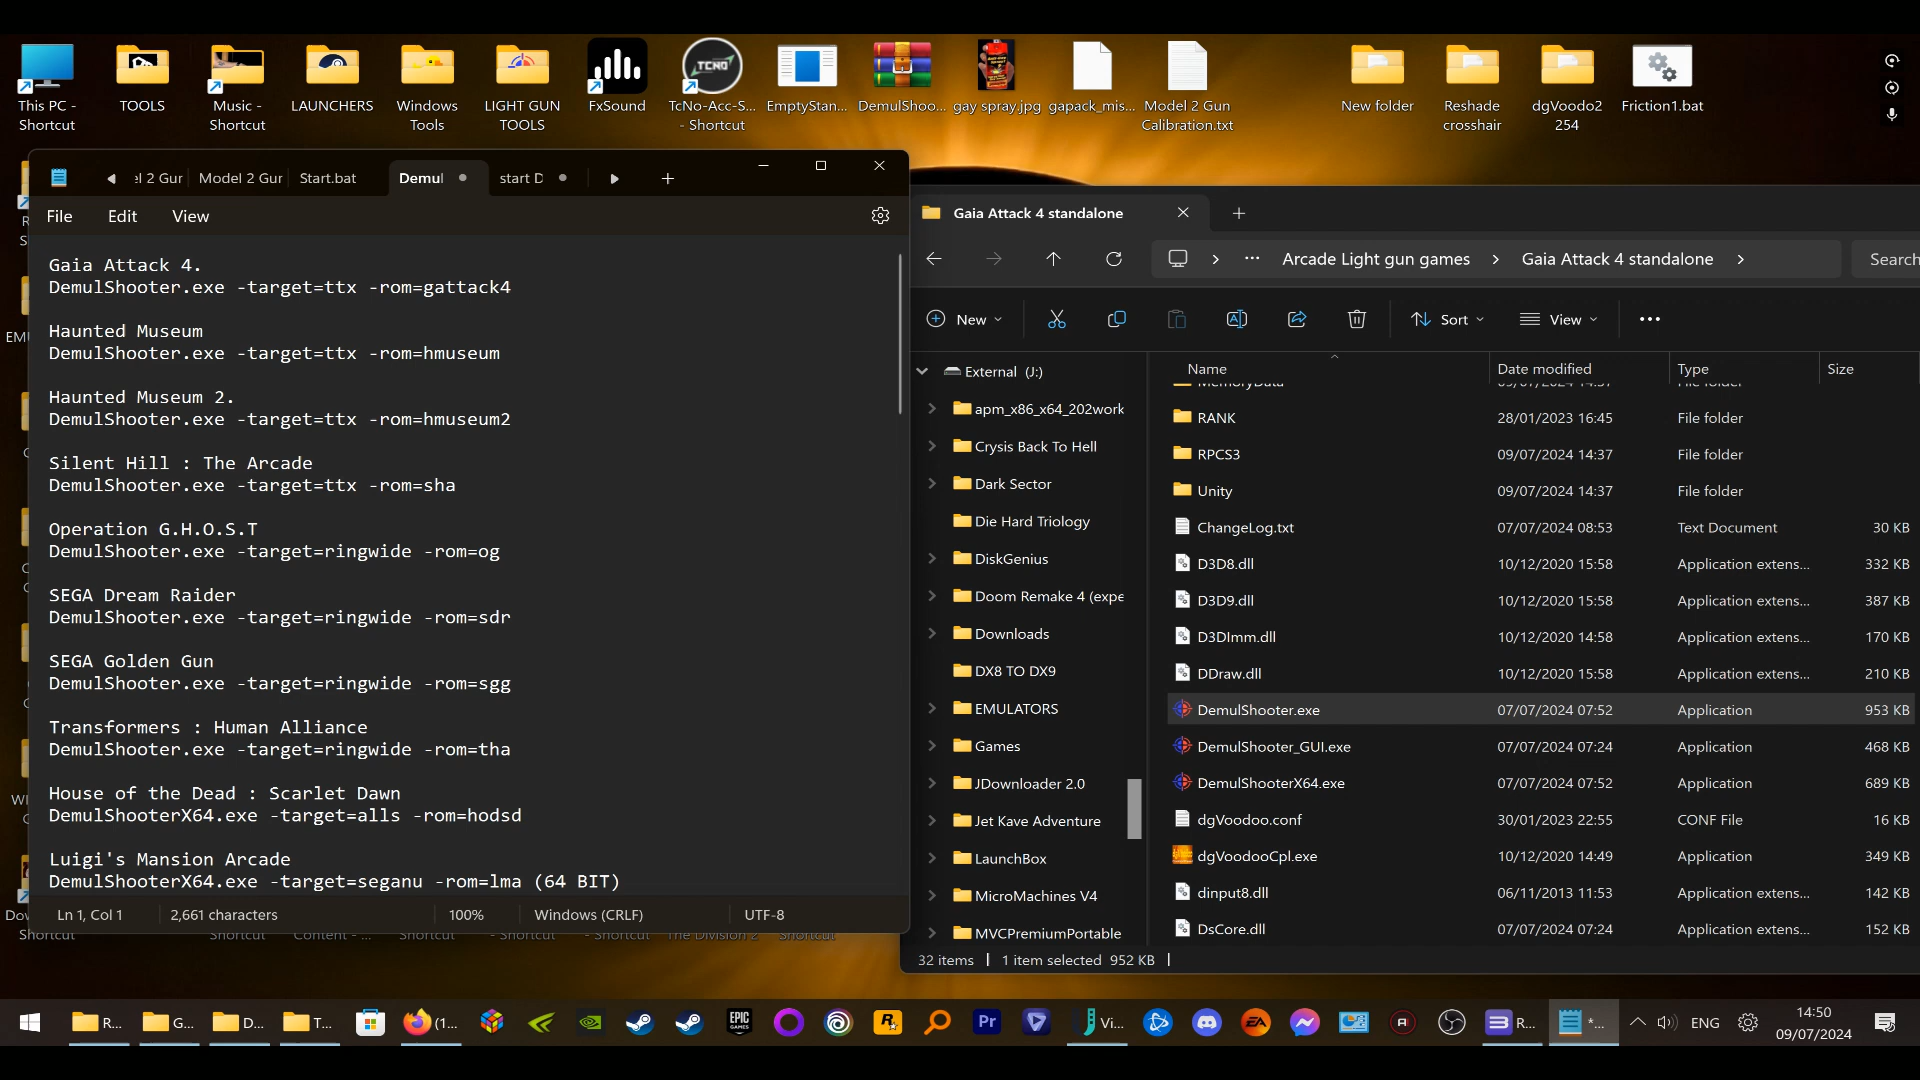 This PC - Shortcut
TOOLS
Music - Shortcut
LAUNCHERS
Windows Tools
LIGHT GUN TOOLS
FxSound
TcNo-Acc-S... - Shortcut
EmptyStan...
DemulShoo...
gay spray.jpg
gapack_mis...
Model 2 Gun Calibration.txt
New folder
Reshade crosshair
dgVoodo2 254
Friction1.bat
el 2 Gur
Model 2 Gur
Start.bat
Demul
start D
File
Edit
View
Gaia Attack 4.
DemulShooter.exe -target=ttx -rom=gattack4
Haunted Museum
DemulShooter.exe -target=ttx -rom=hmuseum
Haunted Museum 2.
DemulShooter.exe -target=ttx -rom=hmuseum2
Silent Hill : The Arcade
DemulShooter.exe -target=ttx -rom=sha
Operation G.H.O.S.T
DemulShooter.exe -target=ringwide -rom=og
SEGA Dream Raider
DemulShooter.exe -target=ringwide -rom=sdr
SEGA Golden Gun
DemulShooter.exe -target=ringwide -rom=sgg
Transformers : Human Alliance
DemulShooter.exe -target=ringwide -rom=tha
House of the Dead : Scarlet Dawn
DemulShooterX64.exe -target=alls -rom=hodsd
Luigi's Mansion Arcade
DemulShooterX64.exe -target=seganu -rom=lma (64 BIT)
Ln 1, Col 1
2,661 characters
100%
Windows (CRLF)
UTF-8
Gaia Attack 4 standalone
Arcade Light gun games > Gaia Attack 4 standalone >
Search
New
Sort
View
External (J:)
apm_x86_x64_202work
Crysis Back To Hell
Dark Sector
Die Hard Triology
DiskGenius
Doom Remake 4 (expe
Downloads
DX8 TO DX9
EMULATORS
Games
JDownloader 2.0
Jet Kave Adventure
LaunchBox
MicroMachines V4
MVCPremiumPortable
Name Date modified Type Size
RANK 28/01/2023 16:45 File folder
RPCS3 09/07/2024 14:37 File folder
Unity 09/07/2024 14:37 File folder
ChangeLog.txt 07/07/2024 08:53 Text Document 30 KB
D3D8.dll 10/12/2020 15:58 Application extens... 332 KB
D3D9.dll 10/12/2020 15:58 Application extens... 387 KB
D3DImm.dll 10/12/2020 14:58 Application extens... 170 KB
DDraw.dll 10/12/2020 15:58 Application extens... 210 KB
DemulShooter.exe 07/07/2024 07:52 Application 953 KB
DemulShooter_GUI.exe 07/07/2024 07:24 Application 468 KB
DemulShooterX64.exe 07/07/2024 07:52 Application 689 KB
dgVoodoo.conf 30/01/2023 22:55 CONF File 16 KB
dgVoodooCpl.exe 10/12/2020 14:49 Application 349 KB
dinput8.dll 06/11/2013 11:53 Application extens... 142 KB
DsCore.dll 07/07/2024 07:24 Application extens... 152 KB
32 items
1 item selected 952 KB
R...
G...
D...
T...
(1...
EPIC GAMES
Pr
Vi...
EA
R...
*...
ENG
14:50
09/07/2024